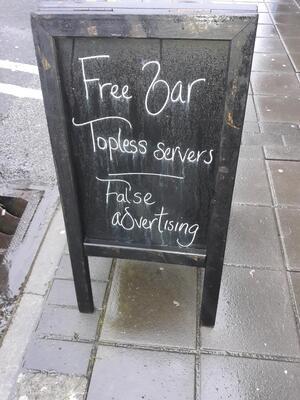 Free Bar
Topless servers
False
advertising